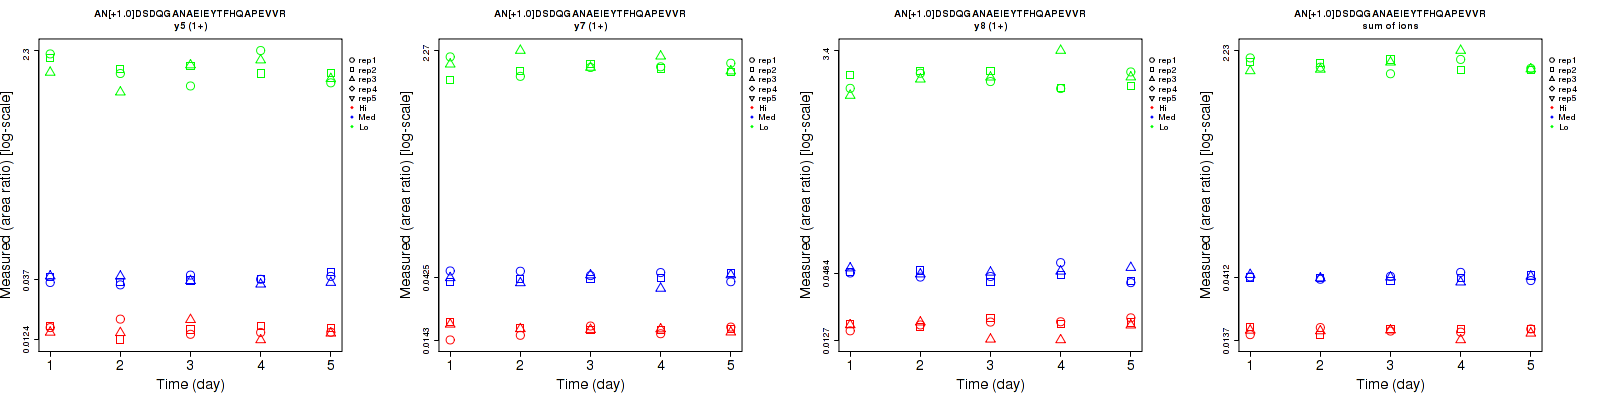 AN[+1.0]DSDQGANAEIEYTFHQAPEVVR
y5 (1+)
Measured (area ratio) [log-scale]
2.3
0.037
0.0124
1 2 3 4 5
Time (day)
rep1
rep2
rep3
rep4
rep5
Hi
Med
Lo
AN[+1.0]DSDQGANAEIEYTFHQAPEVVR
y7 (1+)
Measured (area ratio) [log-scale]
2.27
0.0425
0.0143
1 2 3 4 5
Time (day)
rep1
rep2
rep3
rep4
rep5
Hi
Med
Lo
AN[+1.0]DSDQGANAEIEYTFHQAPEVVR
y8 (1+)
Measured (area ratio) [log-scale]
3.4
0.0464
0.0127
1 2 3 4 5
Time (day)
rep1
rep2
rep3
rep4
rep5
Hi
Med
Lo
AN[+1.0]DSDQGANAEIEYTFHQAPEVVR
sum of ions
Measured (area ratio) [log-scale]
2.23
0.0412
0.0137
1 2 3 4 5
Time (day)
rep1
rep2
rep3
rep4
rep5
Hi
Med
Lo